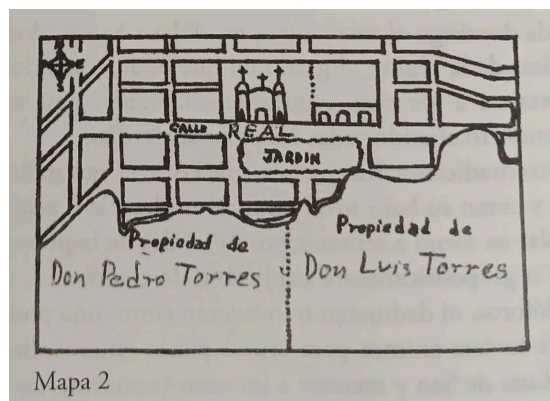 CALLE REAL
JARDIN
Propiedad de
Don Pedro Torres
Propiedad de
Don Luis Torres
Mapa 2